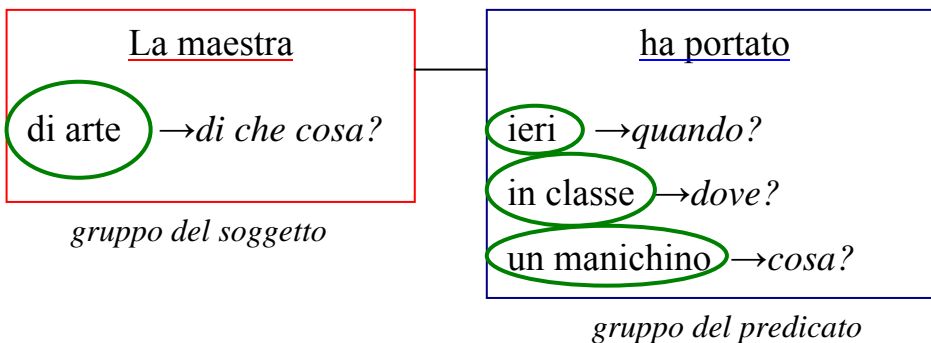 La maestra
di arte →di che cosa?
gruppo del soggetto
ha portato
ieri →quando?
in classe →dove?
un manichino →cosa?
gruppo del predicato